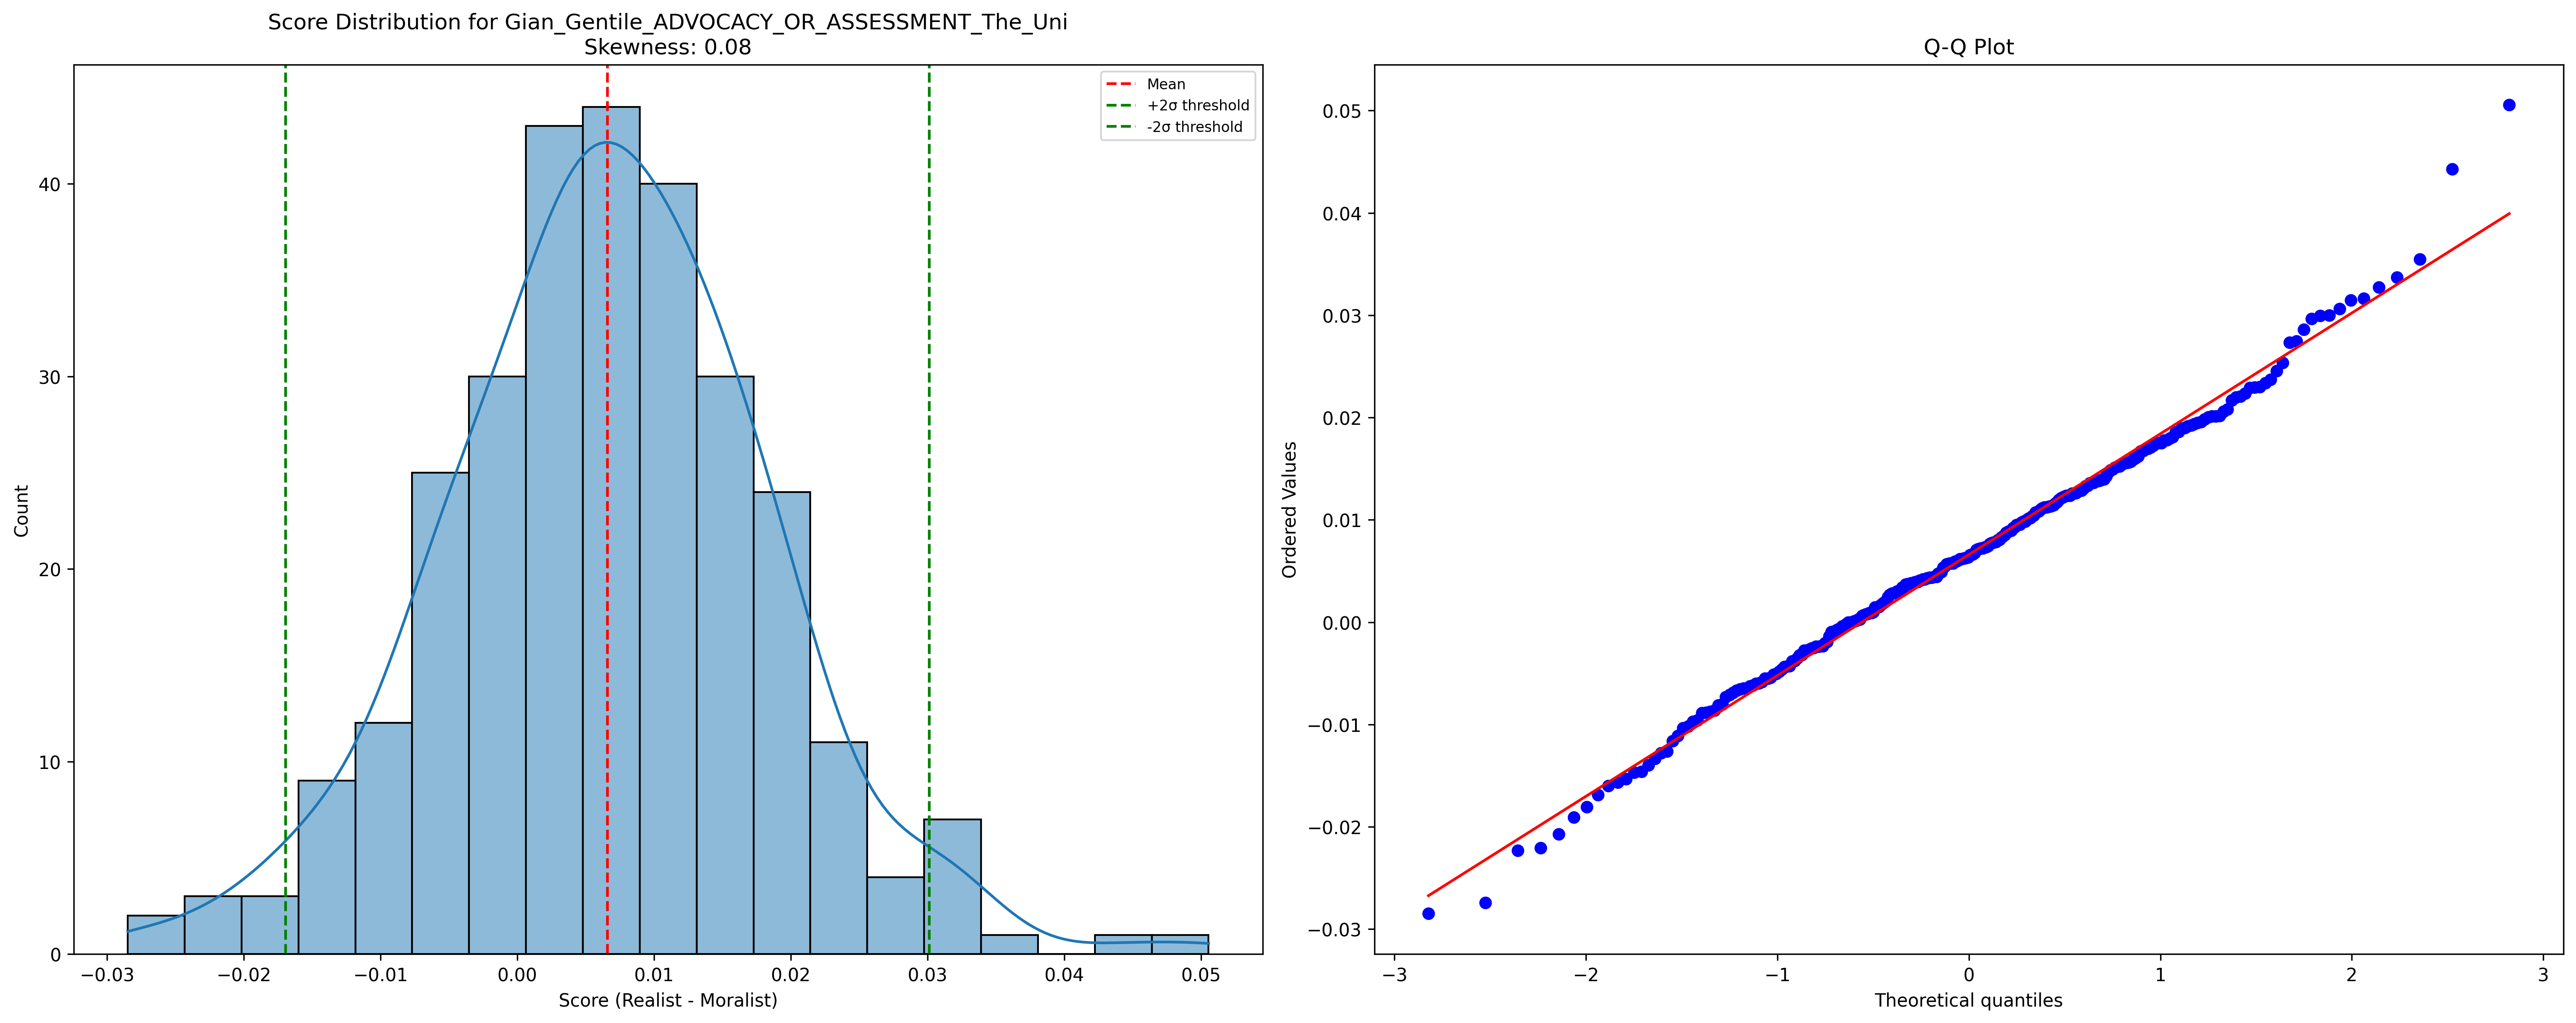 Score Distribution for Gian_Gentile_ADVOCACY_OR_ASSESSMENT_The_Uni
Skewness: 0.08
Mean
+2σ threshold
-2σ threshold
Count
40
30
20
10
0
−0.03 −0.02 −0.01 0.00 0.01 0.02 0.03 0.04 0.05
Score (Realist - Moralist)
Q-Q Plot
Ordered Values
0.05
0.04
0.03
0.02
0.01
0.00
−0.01
−0.02
−0.03
−3 −2 −1 0 1 2 3
Theoretical quantiles